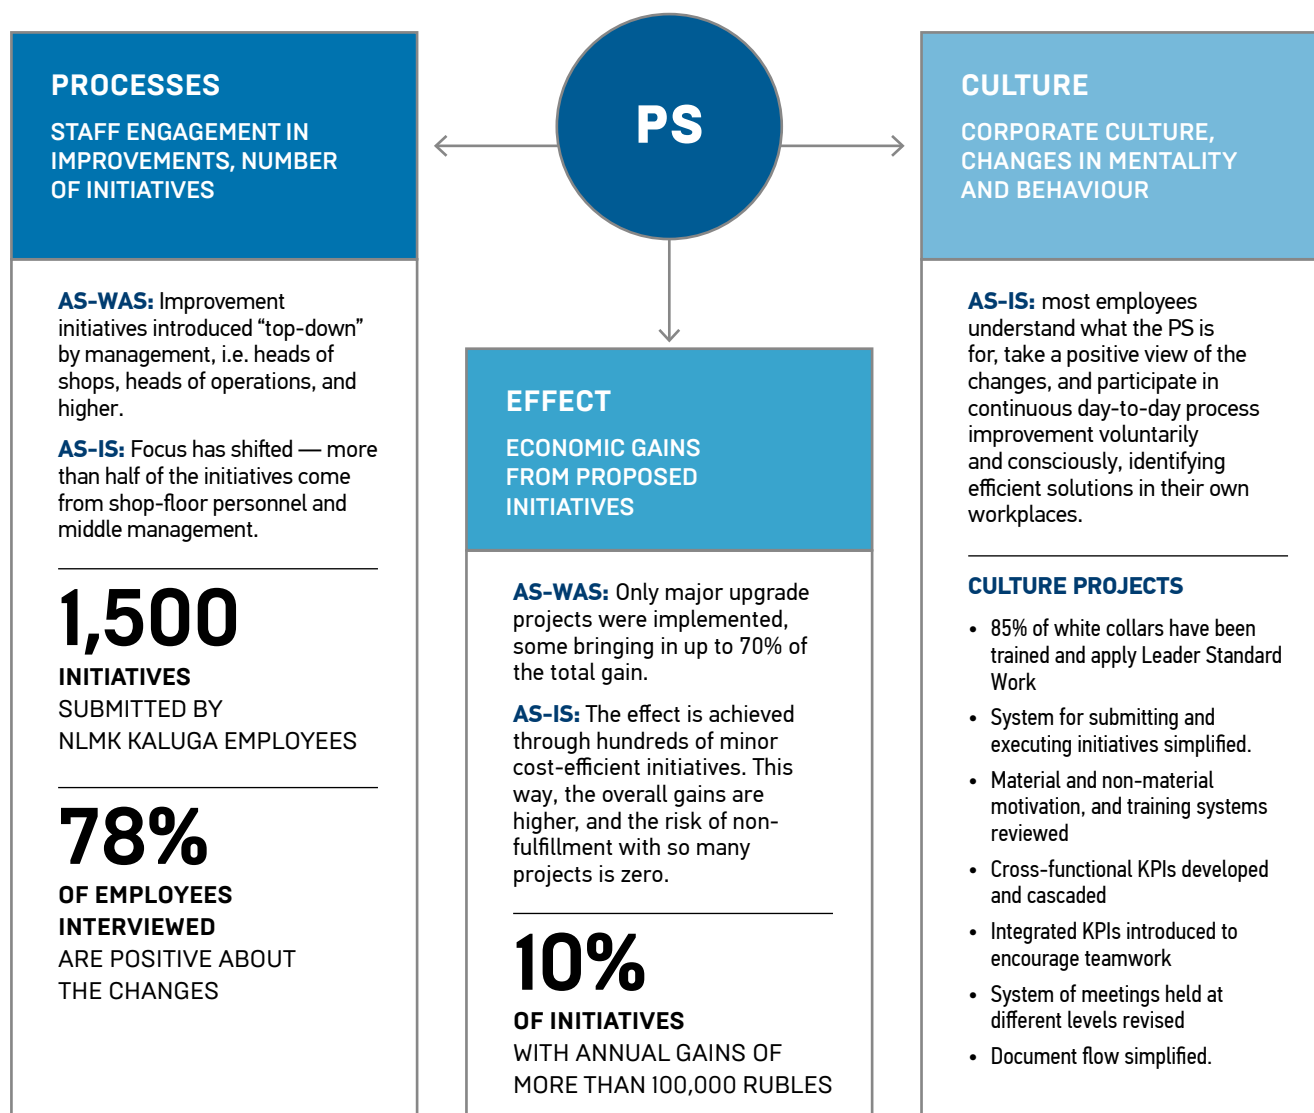 PS
PROCESSES
STAFF ENGAGEMENT IN
IMPROVEMENTS, NUMBER
OF INITIATIVES
AS-WAS: Improvement
initiatives introduced “top-down”
by management, i.e. heads of
shops, heads of operations, and
higher.
AS-IS: Focus has shifted — more
than half of the initiatives come
from shop-floor personnel and
middle management.
1,500
INITIATIVES
SUBMITTED BY
NLMK KALUGA EMPLOYEES
78%
OF EMPLOYEES
INTERVIEWED
ARE POSITIVE ABOUT
THE CHANGES
EFFECT
ECONOMIC GAINS
FROM PROPOSED
INITIATIVES
AS-WAS: Only major upgrade
projects were implemented,
some bringing in up to 70% of
the total gain.
AS-IS: The effect is achieved
through hundreds of minor
cost-efficient initiatives. This
way, the overall gains are
higher, and the risk of non-
fulfillment with so many
projects is zero.
10%
OF INITIATIVES
WITH ANNUAL GAINS OF
MORE THAN 100,000 RUBLES
CULTURE
CORPORATE CULTURE,
CHANGES IN MENTALITY
AND BEHAVIOUR
AS-IS: most employees
understand what the PS is
for, take a positive view of the
changes, and participate in
continuous day-to-day process
improvement voluntarily
and consciously, identifying
efficient solutions in their own
workplaces.
CULTURE PROJECTS
• 85% of white collars have been
trained and apply Leader Standard
Work
• System for submitting and
executing initiatives simplified.
• Material and non-material
motivation, and training systems
reviewed
• Cross-functional KPIs developed
and cascaded
• Integrated KPIs introduced to
encourage teamwork
• System of meetings held at
different levels revised
• Document flow simplified.